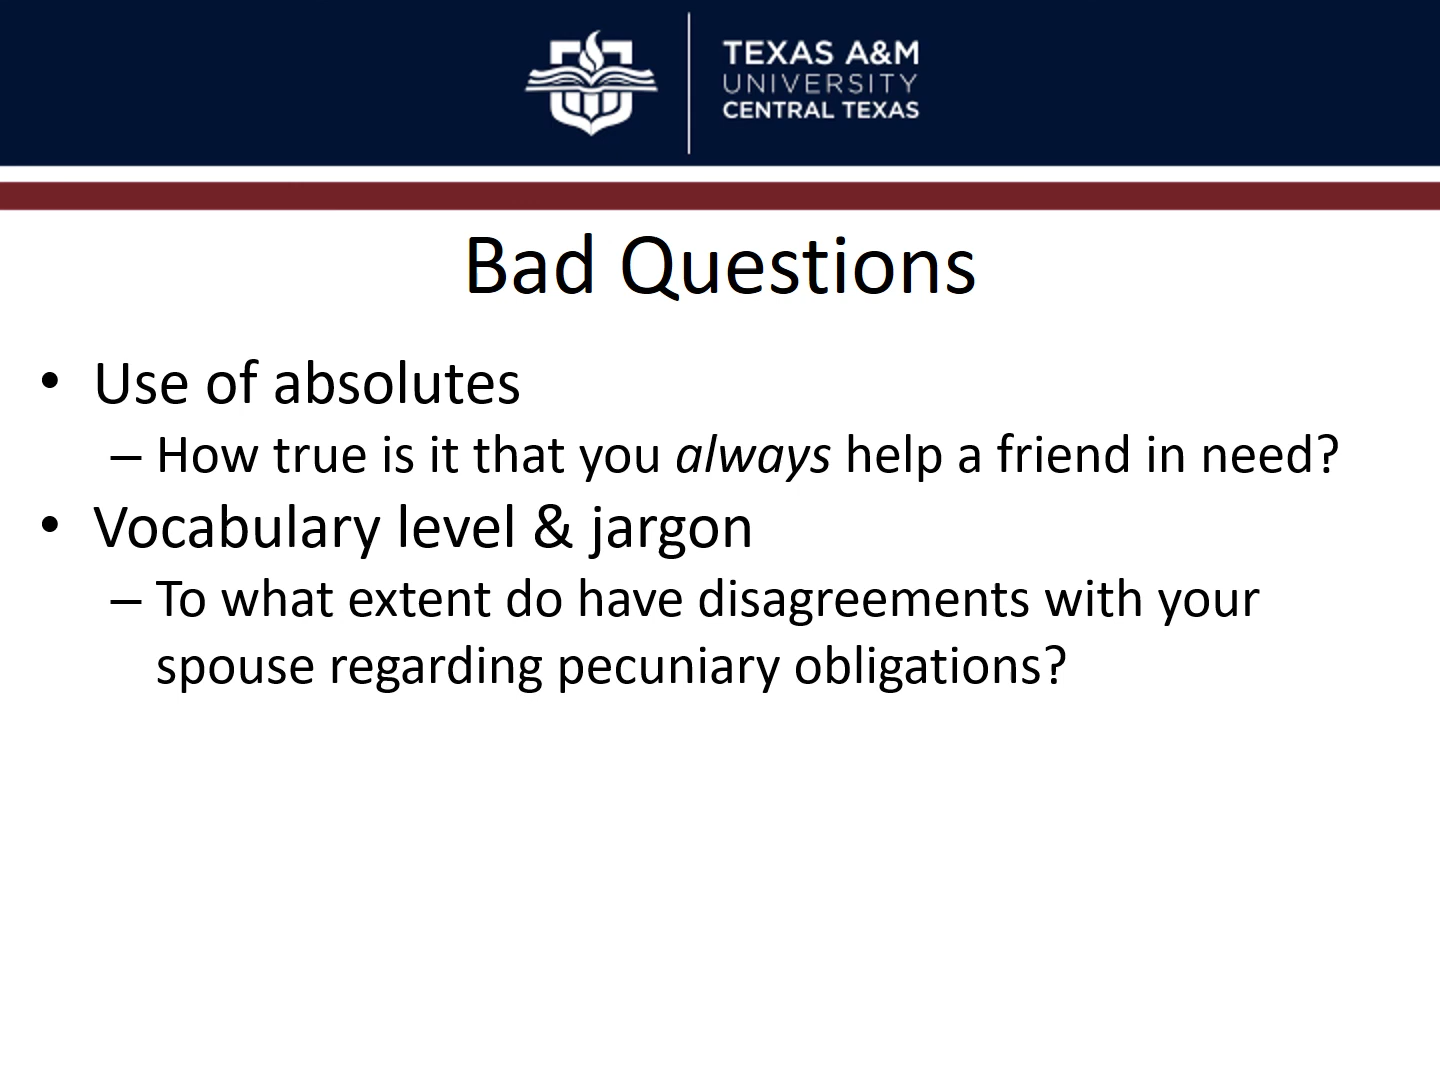 TEXAS A&M
UNIVERSITY
CENTRAL TEXAS
Bad Questions
• Use of absolutes
– How true is it that you always help a friend in need?
• Vocabulary level & jargon
– To what extent do have disagreements with your
spouse regarding pecuniary obligations?